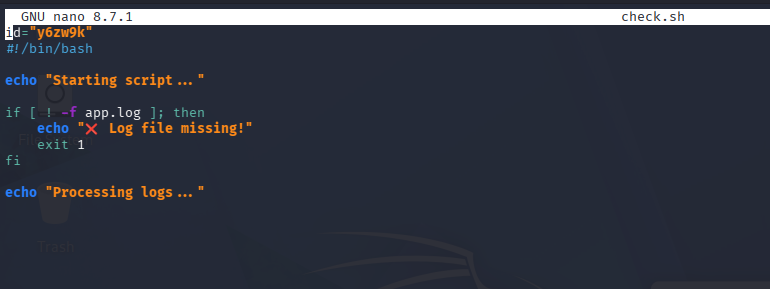 GNU nano 8.7.1 check.sh
id="y6zw9k"
#!/bin/bash
echo "Starting script..."
if [ ! -f app.log ]; then
echo "❌ Log file missing!"
exit 1
fi
echo "Processing logs..."
Trash